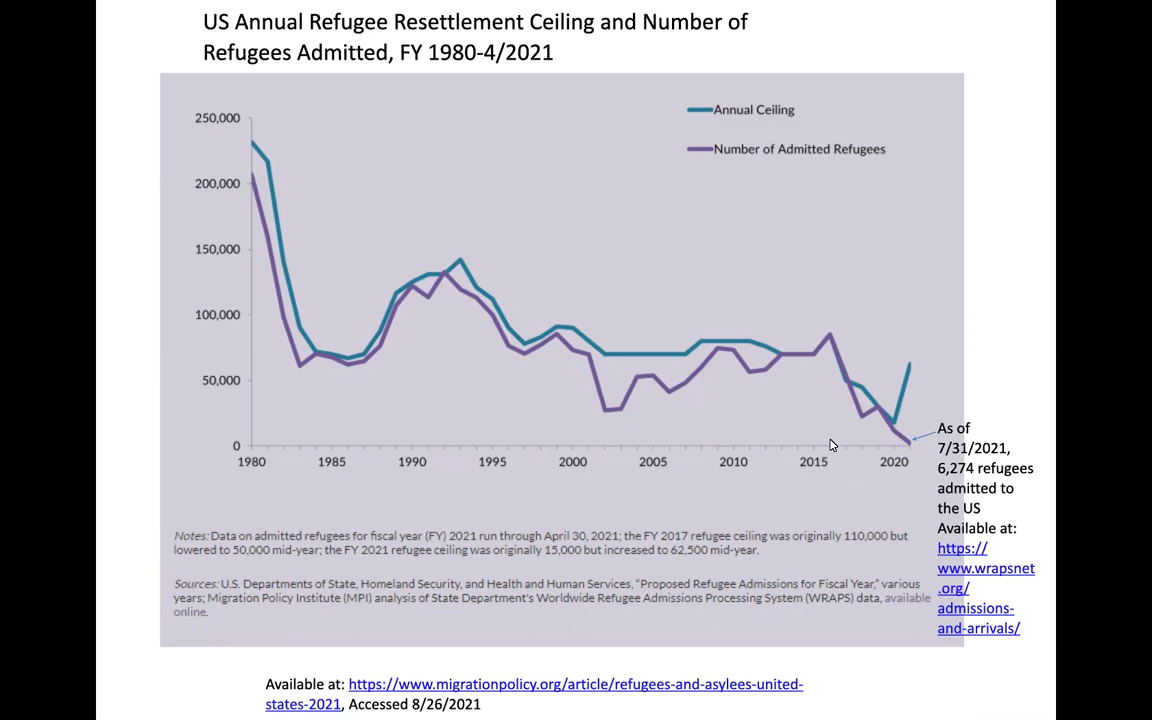 US Annual Refugee Resettlement Ceiling and Number of
Refugees Admitted, FY 1980-4/2021
Annual Ceiling
Number of Admitted Refugees
250,000
200,000
150,000
100,000
50,000
0
1980 1985 1990 1995 2000 2005 2010 2015 2020
As of
7/31/2021,
6,274 refugees
admitted to
the US
Available at:
https://
www.wrapsnet
.org/
admissions-
and-arrivals/
Notes: Data on admitted refugees for fiscal year (FY) 2021 run through April 30, 2021; the FY 2017 refugee ceiling was originally 110,000 but
lowered to 50,000 mid-year; the FY 2021 refugee ceiling was originally 15,000 but increased to 62,500 mid-year.
Sources: U.S. Departments of State, Homeland Security, and Health and Human Services, "Proposed Refugee Admissions for Fiscal Year," various
years; Migration Policy Institute (MPI) analysis of State Department's Worldwide Refugee Admissions Processing System (WRAPS) data, available
online.
Available at: https://www.migrationpolicy.org/article/refugees-and-asylees-united-
states-2021, Accessed 8/26/2021